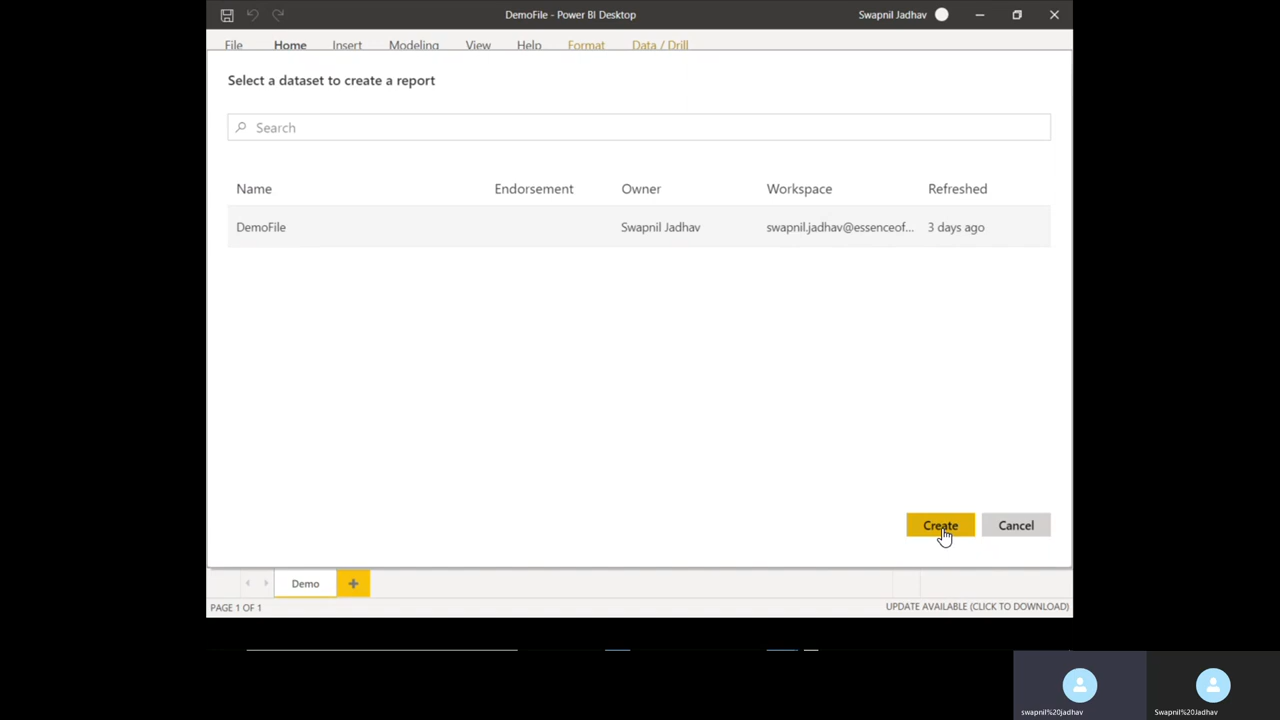 DemoFile - Power BI Desktop
Swapnil Jadhav
File Home Insert Modeling View Help Format Data / Drill
Select a dataset to create a report
Search
Name Endorsement Owner Workspace Refreshed
DemoFile Swapnil Jadhav swapnil.jadhav@essenceof... 3 days ago
Create Cancel
Demo
PAGE 1 OF 1 UPDATE AVAILABLE (CLICK TO DOWNLOAD)
swapnil%20jadhav Swapnil%20Jadhav